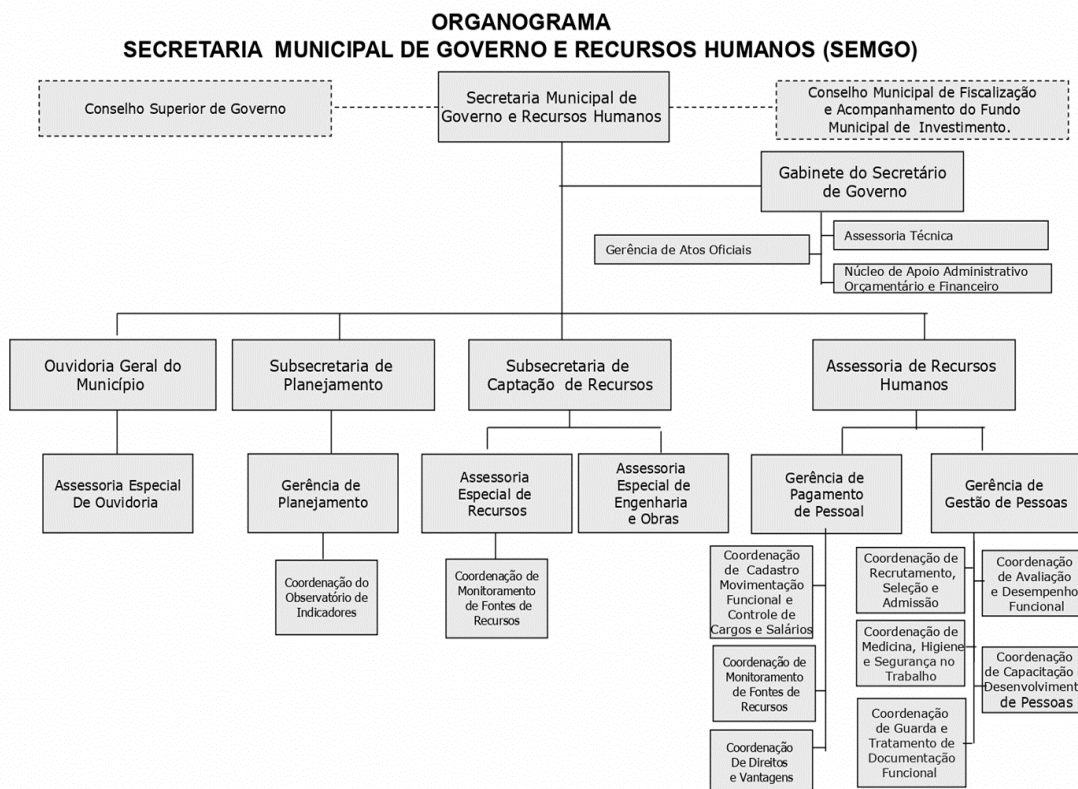 ORGANOGRAMA
SECRETARIA MUNICIPAL DE GOVERNO E RECURSOS HUMANOS (SEMGO)
Conselho Superior de Governo
Secretaria Municipal de
Governo e Recursos Humanos
Conselho Municipal de Fiscalização
e Acompanhamento do Fundo
Municipal de Investimento.
Gabinete do Secretário
de Governo
Assessoria Técnica
Gerência de Atos Oficiais
Núcleo de Apoio Administrativo
Orçamentário e Financeiro
Ouvidoria Geral do
Município
Subsecretaria de
Planejamento
Subsecretaria de
Captação de Recursos
Assessoria de Recursos
Humanos
Assessoria Especial
De Ouvidoria
Gerência de
Planejamento
Assessoria
Especial de
Recursos
Assessoria
Especial de
Engenharia
e Obras
Gerência de
Pagamento
de Pessoal
Gerência de
Gestão de Pessoas
Coordenação do
Observatório de
Indicadores
Coordenação de
Monitoramento
de Fontes de
Recursos
Coordenação
de Cadastro
Movimentação
Funcional e
Controle de
Cargos e Salários
Coordenação de
Monitoramento
de Fontes de
Recursos
Coordenação
De Direitos
e Vantagens
Coordenação de
Recrutamento,
Seleção e
Admissão
Coordenação
de Avaliação
e Desempenho
Funcional
Coordenação de
Medicina, Higiene
e Segurança no
Trabalho
Coordenação
de Capacitação
Desenvolviment
de Pessoas
Coordenação
de Guarda e
Tratamento de
Documentação
Funcional